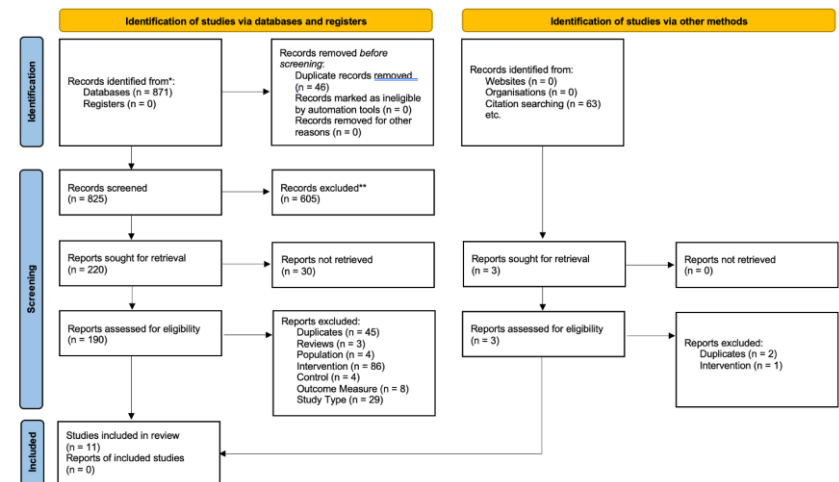 Identification of studies via databases and registers
Identification of studies via other methods
Identification
Records identified from*:
Databases (n = 871)
Registers (n = 0)
Records removed before
screening:
Duplicate records removed
(n = 46)
Records marked as ineligible
by automation tools (n = 0)
Records removed for other
reasons (n = 0)
Records identified from:
Websites (n = 0)
Organisations (n = 0)
Citation searching (n = 63)
etc.
Screening
Records screened
(n = 825)
Records excluded**
(n = 605)
Reports sought for retrieval
(n = 220)
Reports not retrieved
(n = 30)
Reports sought for retrieval
(n = 3)
Reports not retrieved
(n = 0)
Reports assessed for eligibility
(n = 190)
Reports excluded:
Duplicates (n = 45)
Reviews (n = 3)
Population (n = 4)
Intervention (n = 86)
Control (n = 4)
Outcome Measure (n = 8)
Study Type (n = 29)
Reports assessed for eligibility
(n = 3)
Reports excluded:
Duplicates (n = 2)
Intervention (n = 1)
Included
Studies included in review
(n = 11)
Reports of included studies
(n = 0)